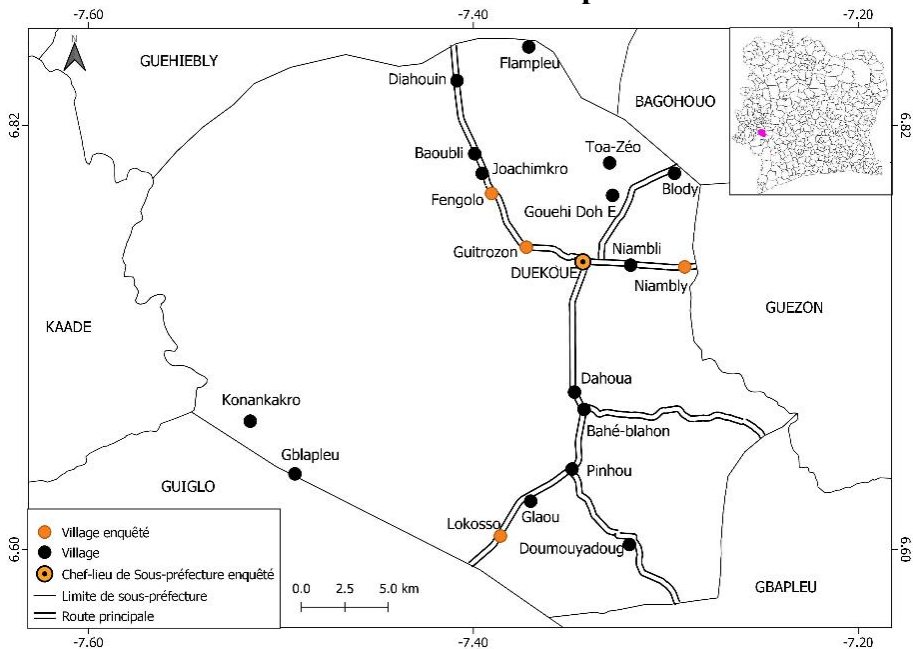 -7.60
-7.40
-7.20
N
GUEHIEBLY
Flampleu
Diahouin
BAGOHOUO
6.82
6.82
Baoubli
Toa-Zéo
Joachimkro
Fengolo
Blody
Gouehi Doh E
Guitrozon
Niambli
DUEKOUE
Niambly
GUEZON
KAADE
Dahoua
Konankakro
Bahé-blahon
Gblapleu
Pinhou
GUIGLO
Glaou
Lokosso
Doumouyadoug
Village enquêté
Village
Chef-lieu de Sous-préfecture enquêté
Limite de sous-préfecture
Route principale
6.60
6.60
0.0 2.5 5.0 km
GBAPLEU
-7.60
-7.40
-7.20